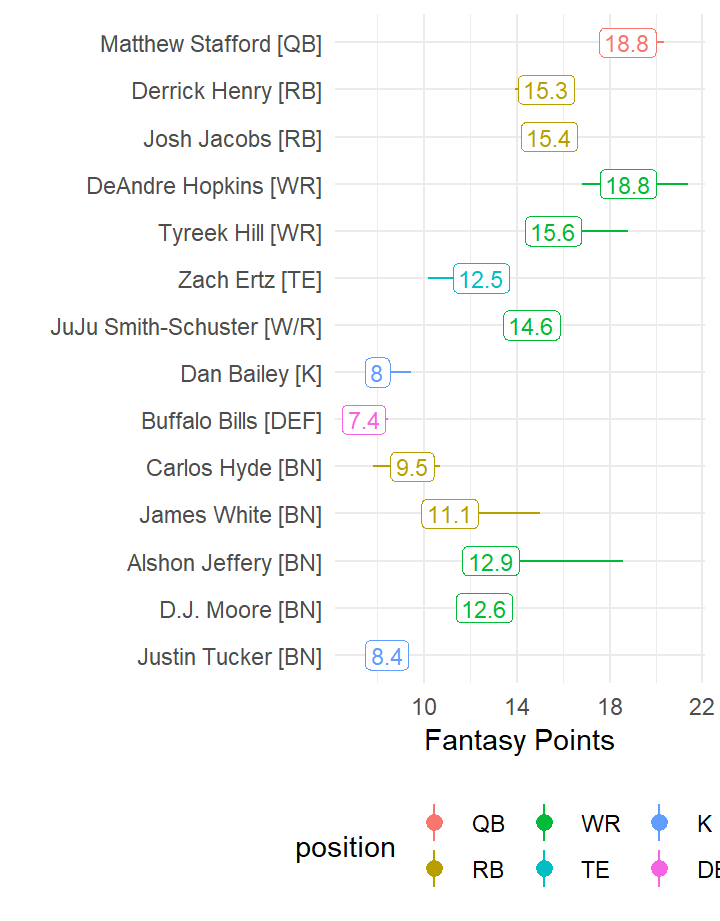 Matthew Stafford [QB] 18.8
Derrick Henry [RB] 15.3
Josh Jacobs [RB] 15.4
DeAndre Hopkins [WR] 18.8
Tyreek Hill [WR] 15.6
Zach Ertz [TE] 12.5
JuJu Smith-Schuster [W/R] 14.6
Dan Bailey [K] 8
Buffalo Bills [DEF] 7.4
Carlos Hyde [BN] 9.5
James White [BN] 11.1
Alshon Jeffery [BN] 12.9
D.J. Moore [BN] 12.6
Justin Tucker [BN] 8.4
10 14 18 22
Fantasy Points
position
QB WR K
RB TE DE